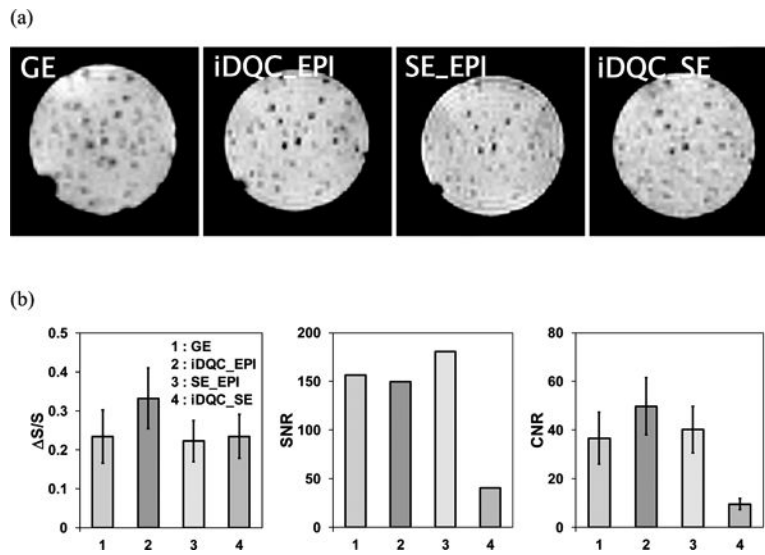 (a)
GE iDQC_EPI SE_EPI iDQC_SE
(b)
0.5
0.4
0.3
0.2
0.1
0
ΔS/S
1 : GE
2 : iDQC_EPI
3 : SE_EPI
4 : iDQC_SE
1 2 3 4
200
150
100
50
0
SNR
1 2 3 4
80
60
40
20
0
CNR
1 2 3 4